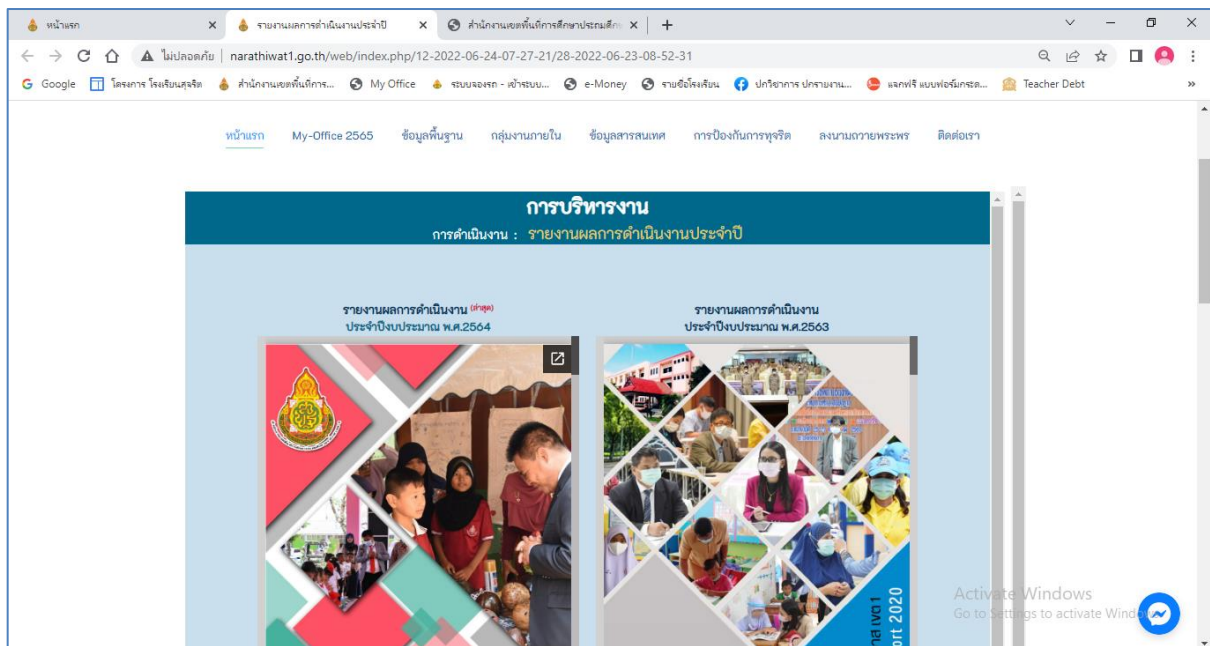 หน้าแรก
รายงานผลการดำเนินงานประจำปี
สำนักงานเขตพื้นที่การศึกษาประถมศึก
ไม่ปลอดภัย | narathiwat1.go.th/web/index.php/12-2022-06-24-07-27-21/28-2022-06-23-08-52-31
Google โครงการ โรงเรียนสุจริต สำนักงานเขตพื้นที่การ... My Office ระบบจองรถ - เข้าระบบ... e-Money รายชื่อโรงเรียน ปกวิชาการ ปกรายงาน... แจกฟรี แบบฟอร์มกระด... Teacher Debt
หน้าแรก My-Office 2565 ข้อมูลพื้นฐาน กลุ่มงานภายใน ข้อมูลสารสนเทศ การป้องกันการทุจริต ลงนามถวายพระพร ติดต่อเรา
การบริหารงาน
การดำเนินงาน : รายงานผลการดำเนินงานประจำปี
รายงานผลการดำเนินงาน (ล่าสุด)
ประจำปีงบประมาณ พ.ศ.2564
รายงานผลการดำเนินงาน
ประจำปีงบประมาณ พ.ศ.2563
Activate Windows
Go to Settings to activate Windows